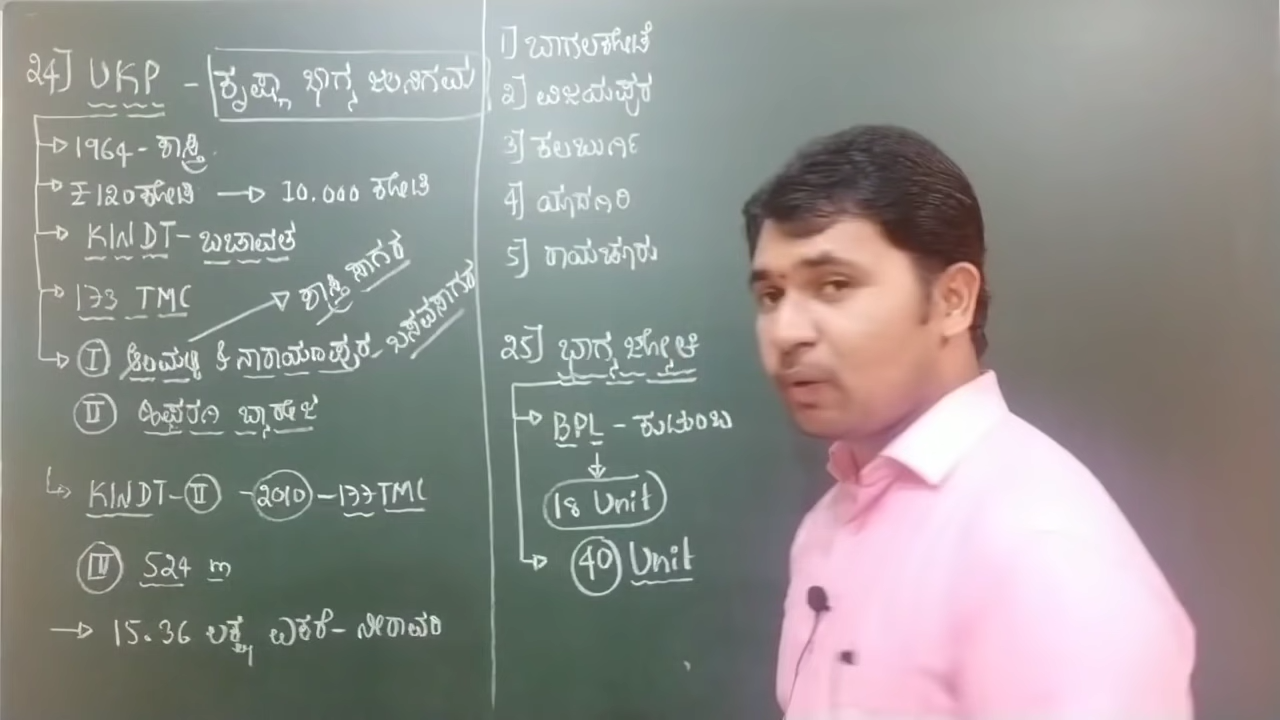 24] UKP - ಕೃಷ್ಣಾ ಭಾಗ್ಯ ಜಲನಿಗಮ
→ 1964 - ಶಾಸ್ತ್ರಿ
→ ₹120 ಕೋಟಿ → 10.000 ಕೋಟಿ
→ KWDT - ಬಚಾವತ
→ 173 TMC
→ ಶಾಸ್ತ್ರಿ ಸಾಗರ
→ I ಆಲಮಟ್ಟಿ & ನಾರಾಯಣಪುರ - ಬಸವಸಾಗರ
II ಹಿಪ್ಪರಗಿ ಬ್ಯಾರೇಜ
↳ KWDT - II - 2010 - 177 TMC
524 m
→ 15.36 ಲಕ್ಷ ಎಕರೆ - ನೀರಾವರಿ
1] ಬಾಗಲಕೋಟೆ
2] ವಿಜಯಪುರ
3] ಕಲಬುರ್ಗಿ
4] ಯಾದಗಿರಿ
5] ರಾಯಚೂರು
25] ಭಾಗ್ಯ ಜ್ಯೋತಿ
→ BPL - ಕುಟುಂಬ
↓
18 Unit
→ 40 Unit